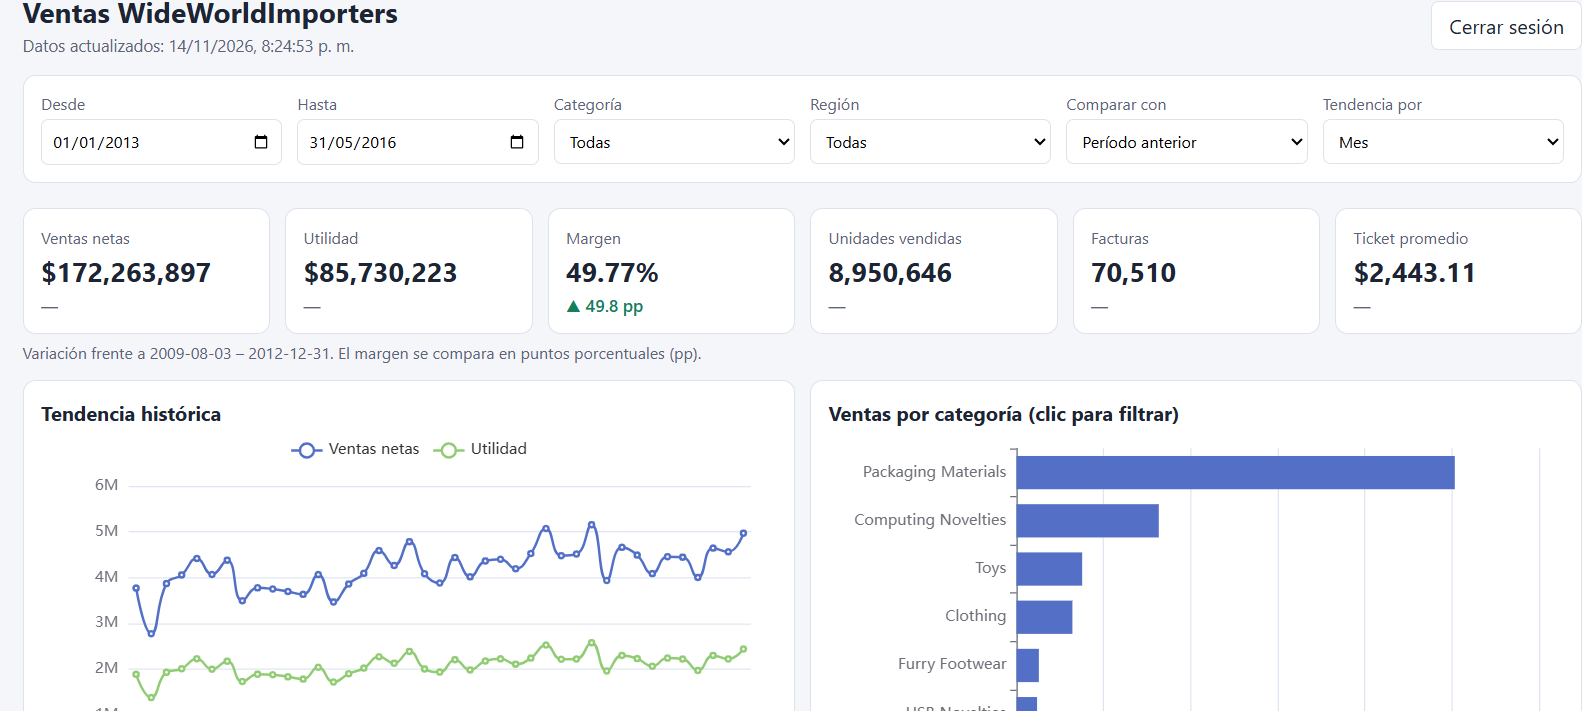 Ventas WideWorldImporters
Datos actualizados: 14/11/2026, 8:24:53 p. m.
Cerrar sesión
Desde
Hasta
Categoría
Región
Comparar con
Tendencia por
01/01/2013
31/05/2016
Todas
Todas
Período anterior
Mes
Ventas netas
Utilidad
Margen
Unidades vendidas
Facturas
Ticket promedio
$172,263,897
$85,730,223
49.77%
8,950,646
70,510
$2,443.11
—
—
▲ 49.8 pp
—
—
—
Variación frente a 2009-08-03 – 2012-12-31. El margen se compara en puntos porcentuales (pp).
Tendencia histórica
Ventas netas
Utilidad
6M
5M
4M
3M
2M
1M
Ventas por categoría (clic para filtrar)
Packaging Materials
Computing Novelties
Toys
Clothing
Furry Footwear
USB Novelties